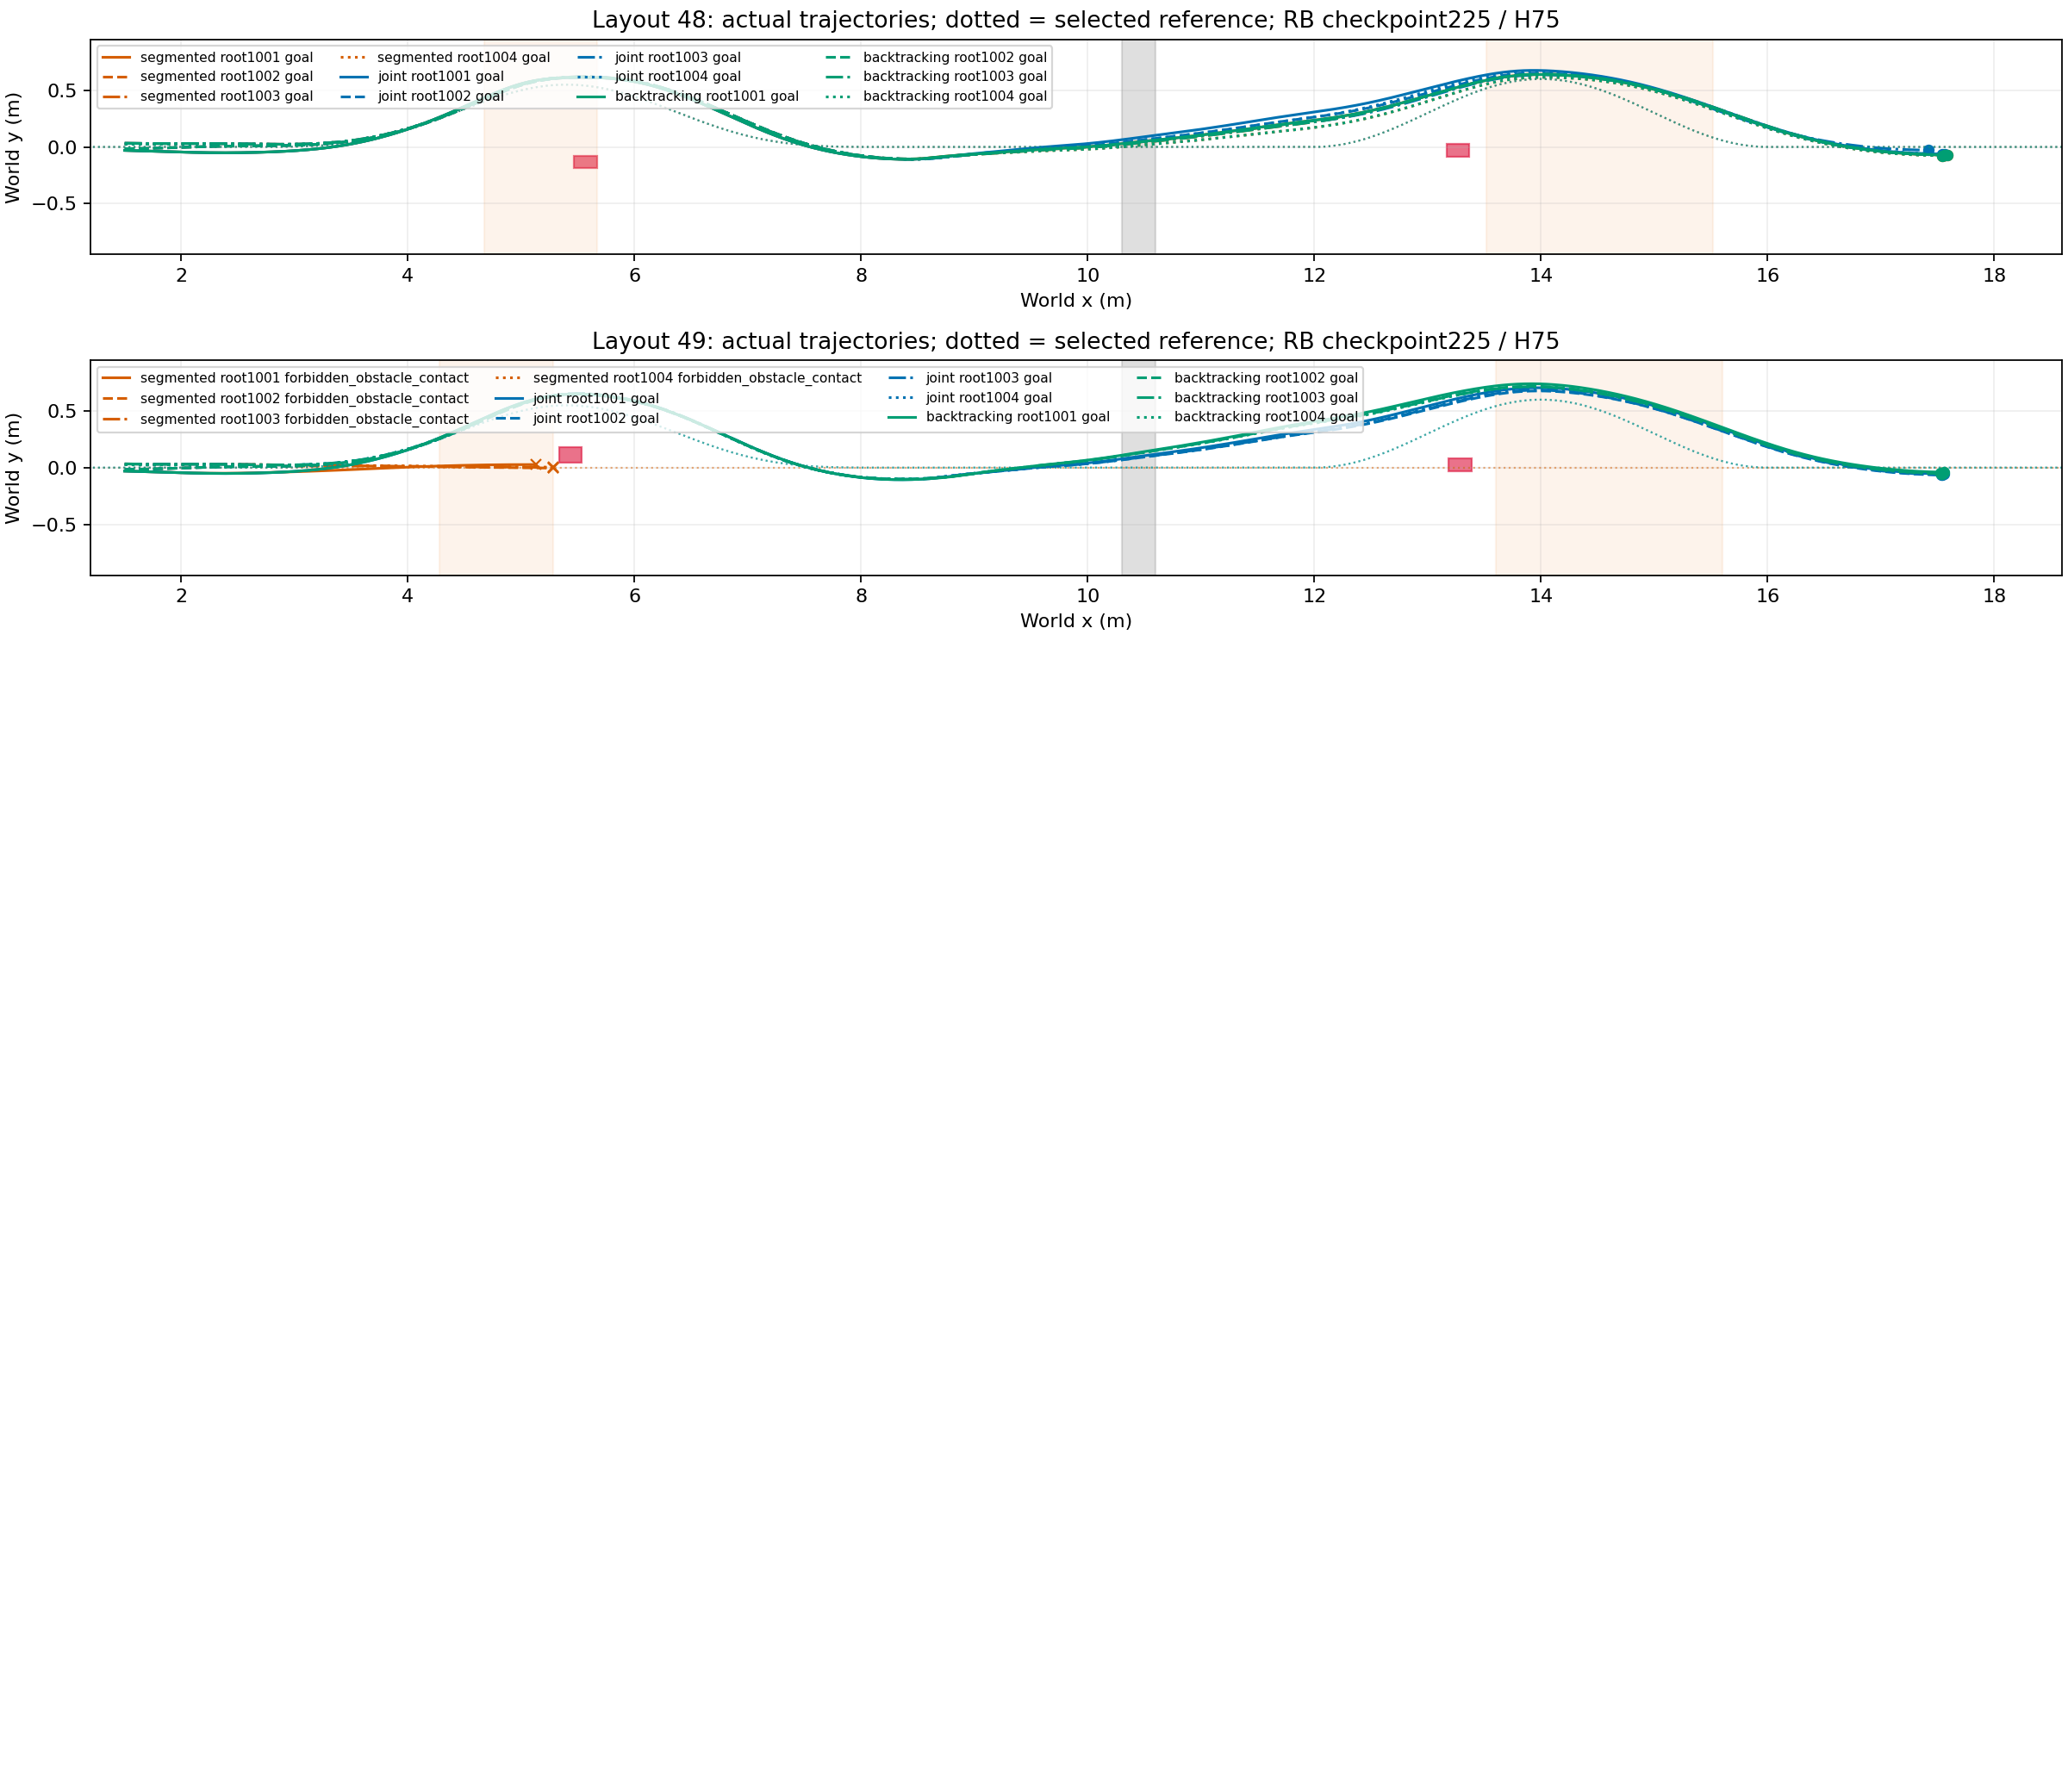 Layout 48: actual trajectories; dotted = selected reference; RB checkpoint225 / H75
segmented root1001 goal
segmented root1002 goal
segmented root1003 goal
segmented root1004 goal
joint root1001 goal
joint root1002 goal
joint root1003 goal
joint root1004 goal
backtracking root1001 goal
backtracking root1002 goal
backtracking root1003 goal
backtracking root1004 goal
World y (m)
0.5
0.0
−0.5
2 4 6 8 10 12 14 16 18
World x (m)
Layout 49: actual trajectories; dotted = selected reference; RB checkpoint225 / H75
segmented root1001 forbidden_obstacle_contact
segmented root1002 forbidden_obstacle_contact
segmented root1003 forbidden_obstacle_contact
segmented root1004 forbidden_obstacle_contact
joint root1001 goal
joint root1002 goal
joint root1003 goal
joint root1004 goal
backtracking root1001 goal
backtracking root1002 goal
backtracking root1003 goal
backtracking root1004 goal
World y (m)
0.5
0.0
−0.5
2 4 6 8 10 12 14 16 18
World x (m)